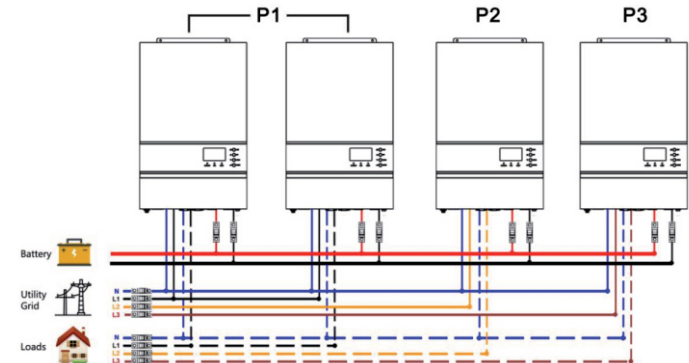 P1 P2 P3
Battery
Utility
Grid
N
L1
L2
L3
Loads
N
L1
L2
L3